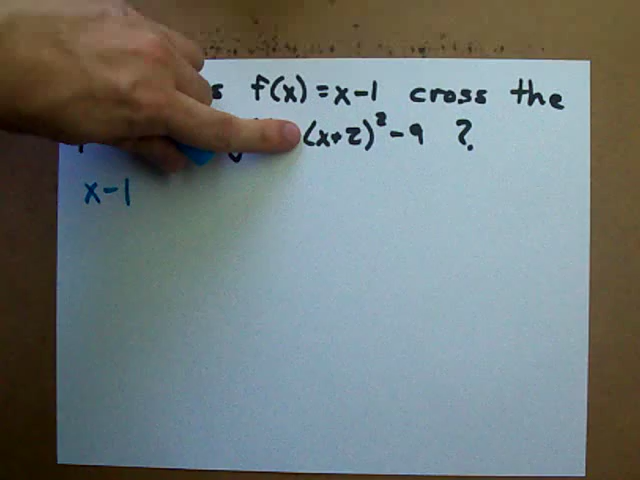 f(x)=x-1 cross the
(x+2)²-9 ?
x-1